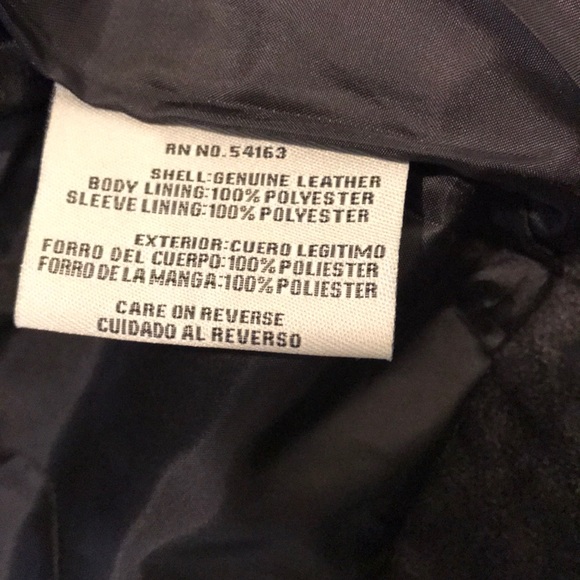 RN NO. 54163
SHELL:GENUINE LEATHER
BODY LINING:100% POLYESTER
SLEEVE LINING:100% POLYESTER
EXTERIOR:CUERO LEGITIMO
FORRO DEL CUERPO:100% POLIESTER
FORRO DE LA MANGA:100% POLIESTER
CARE ON REVERSE
CUIDADO AL REVERSO